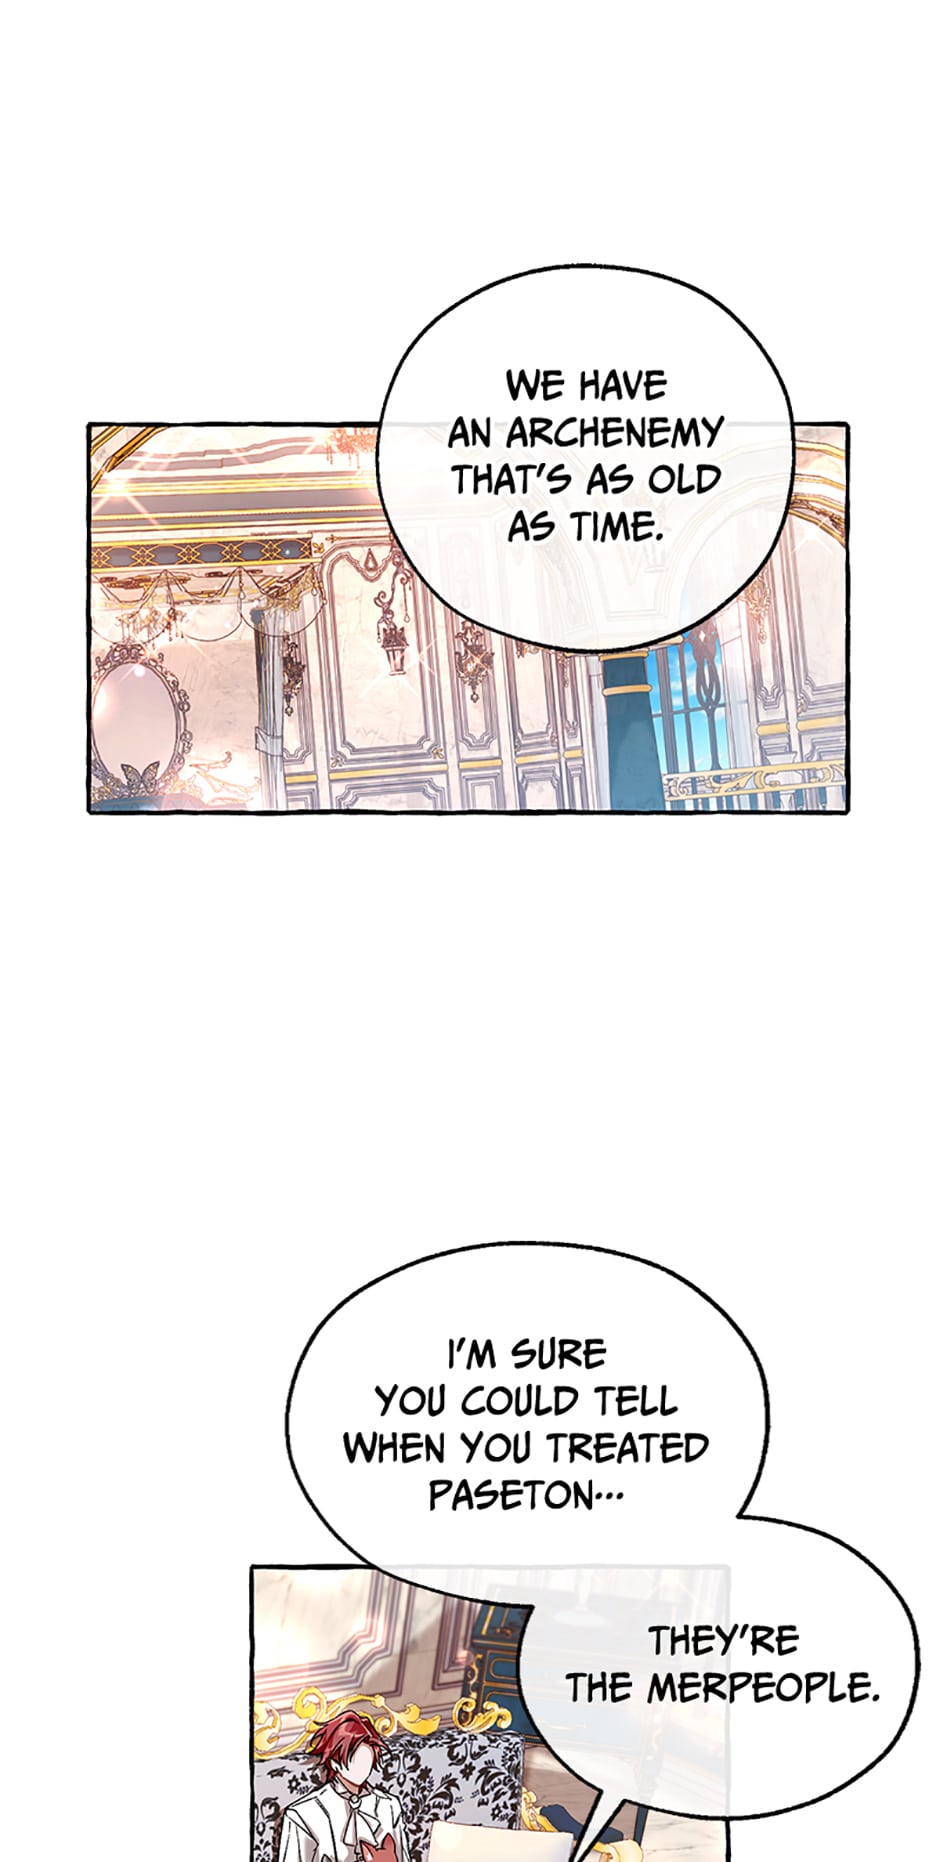 WE HAVE
AN ARCHENEMY
THAT'S AS OLD
AS TIME.
I'M SURE
YOU COULD TELL
WHEN YOU TREATED
PASETON...
THEY'RE
THE MERPEOPLE.